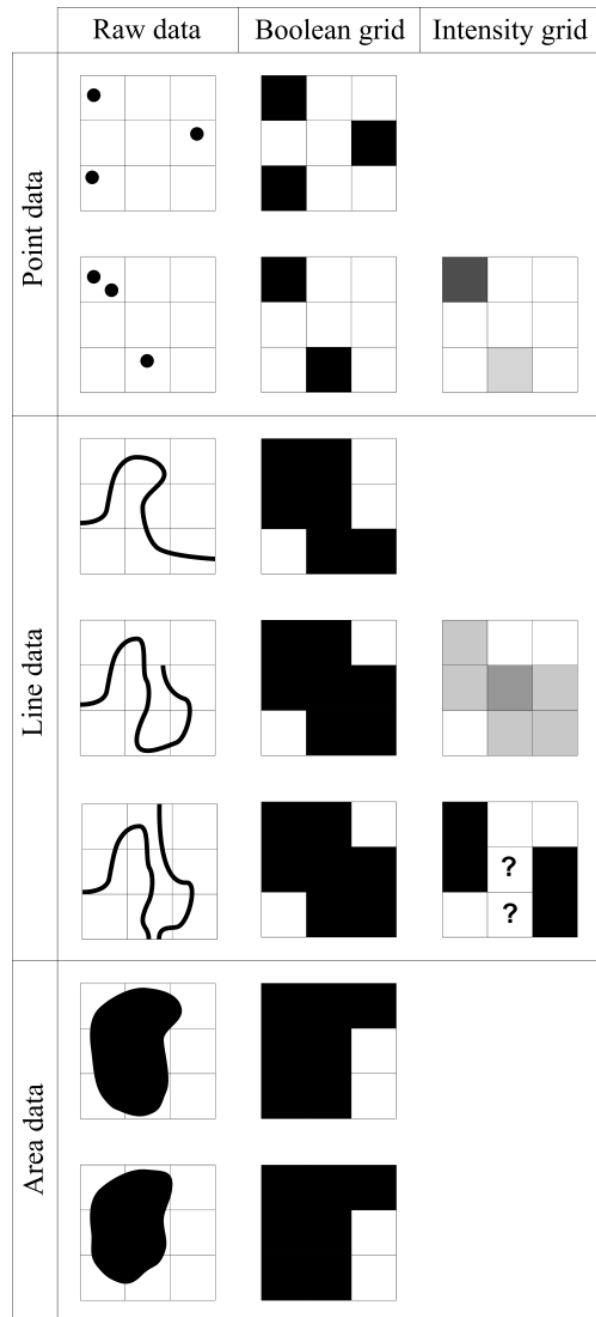 Raw data Boolean grid Intensity grid
Point data
Line data
?
?
Area data